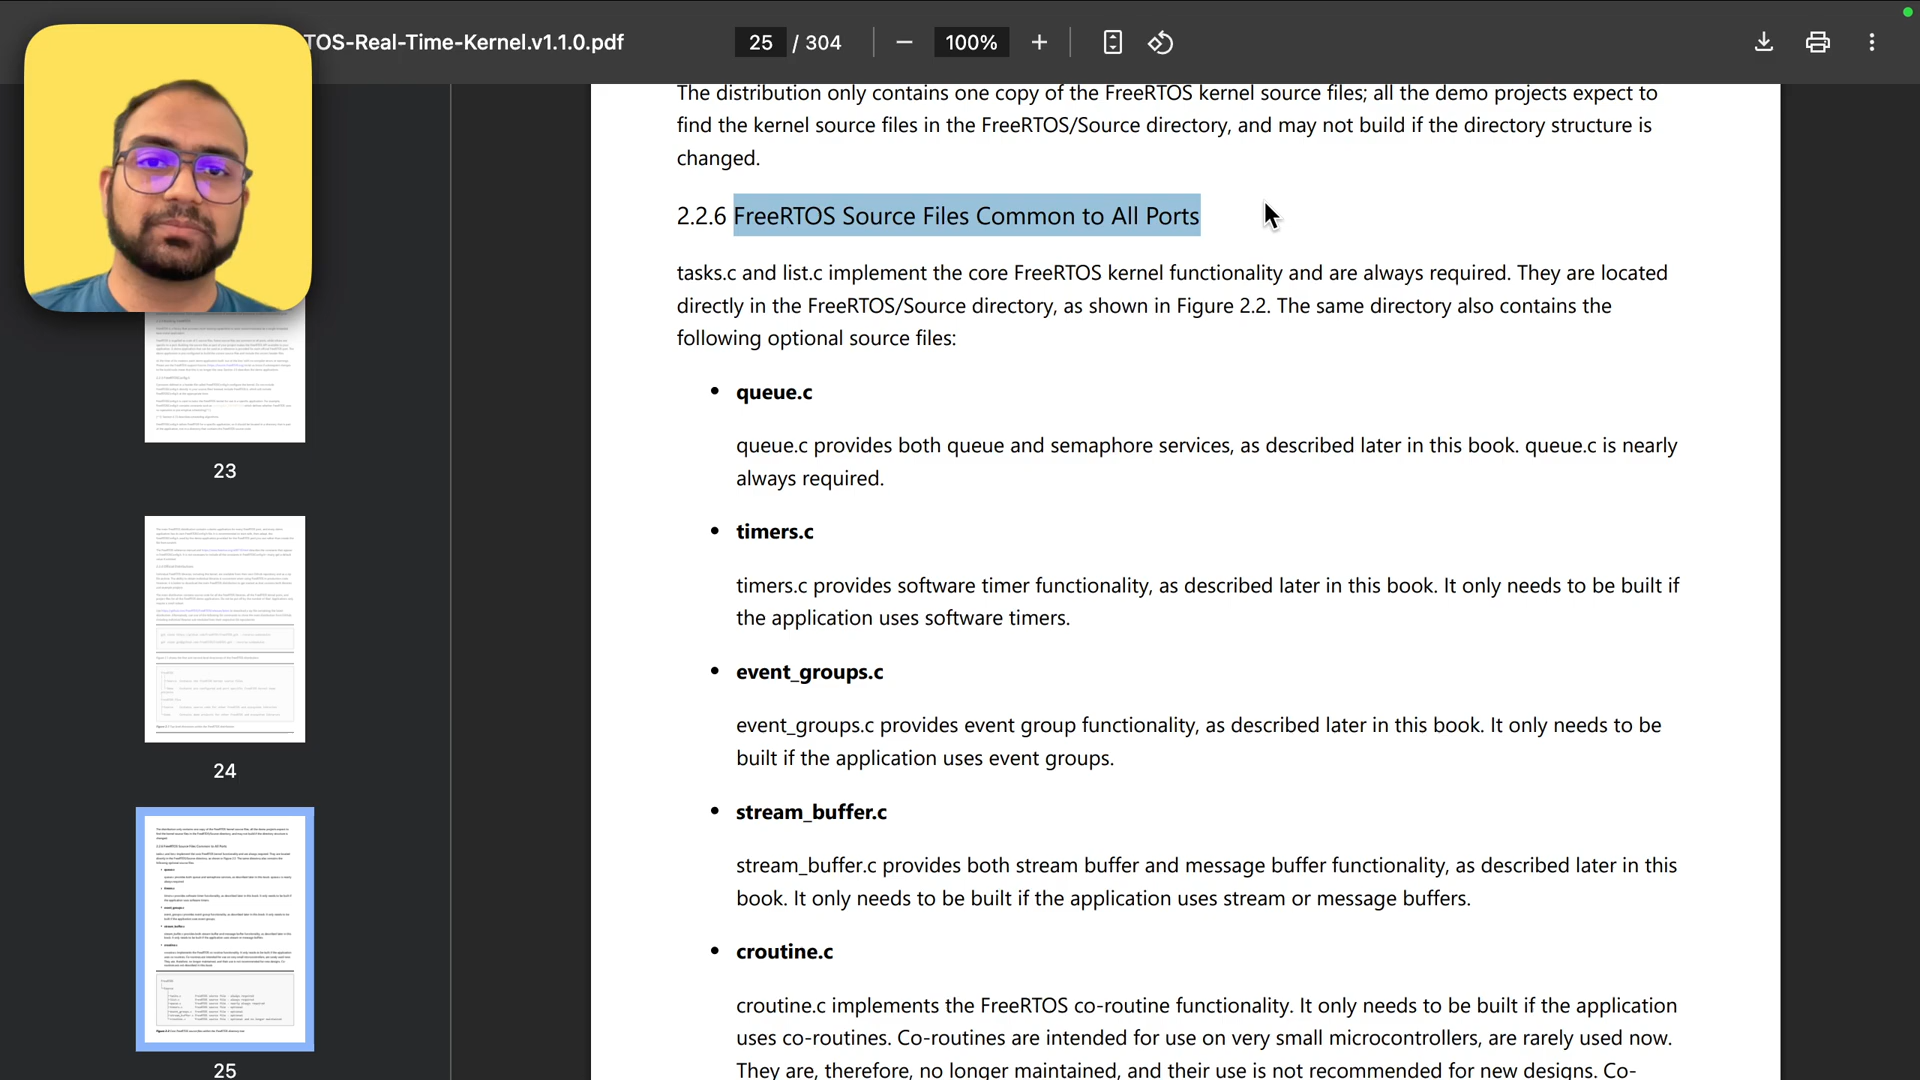 TOS-Real-Time-Kernel.v1.1.0.pdf
25 / 304
100%
The distribution only contains one copy of the FreeRTOS kernel source files; all the demo projects expect to
find the kernel source files in the FreeRTOS/Source directory, and may not build if the directory structure is
changed.
2.2.6 FreeRTOS Source Files Common to All Ports
tasks.c and list.c implement the core FreeRTOS kernel functionality and are always required. They are located
directly in the FreeRTOS/Source directory, as shown in Figure 2.2. The same directory also contains the
following optional source files:
• queue.c
queue.c provides both queue and semaphore services, as described later in this book. queue.c is nearly
always required.
• timers.c
timers.c provides software timer functionality, as described later in this book. It only needs to be built if
the application uses software timers.
• event_groups.c
event_groups.c provides event group functionality, as described later in this book. It only needs to be
built if the application uses event groups.
• stream_buffer.c
stream_buffer.c provides both stream buffer and message buffer functionality, as described later in this
book. It only needs to be built if the application uses stream or message buffers.
• croutine.c
croutine.c implements the FreeRTOS co-routine functionality. It only needs to be built if the application
uses co-routines. Co-routines are intended for use on very small microcontrollers, are rarely used now.
They are, therefore, no longer maintained, and their use is not recommended for new designs. Co-
23
24
25